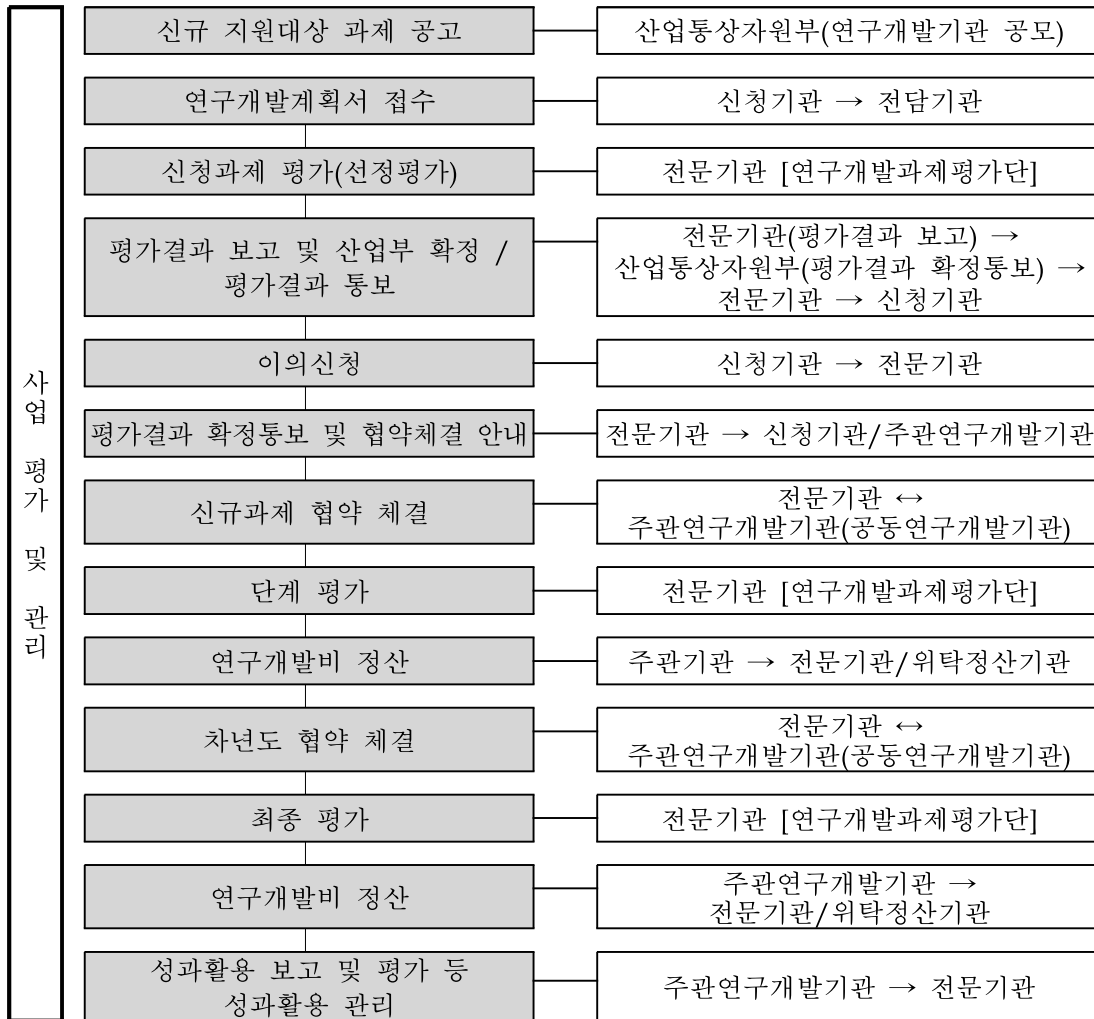 사업 평가 및 관리
신규 지원대상 과제 공고
산업통상자원부(연구개발기관 공모)
연구개발계획서 접수
신청기관 → 전담기관
신청과제 평가(선정평가)
전문기관 [연구개발과제평가단]
평가결과 보고 및 산업부 확정 /
평가결과 통보
전문기관(평가결과 보고) →
산업통상자원부(평가결과 확정통보) →
전문기관 → 신청기관
이의신청
신청기관 → 전문기관
평가결과 확정통보 및 협약체결 안내
전문기관 → 신청기관/주관연구개발기관
신규과제 협약 체결
전문기관 ↔
주관연구개발기관(공동연구개발기관)
단계 평가
전문기관 [연구개발과제평가단]
연구개발비 정산
주관기관 → 전문기관/위탁정산기관
차년도 협약 체결
전문기관 ↔
주관연구개발기관(공동연구개발기관)
최종 평가
전문기관 [연구개발과제평가단]
연구개발비 정산
주관연구개발기관 →
전문기관/위탁정산기관
성과활용 보고 및 평가 등
성과활용 관리
주관연구개발기관 → 전문기관